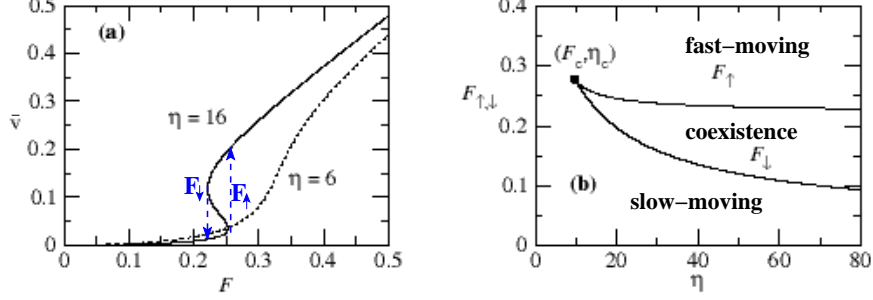 (a)
0.5
0.4
0.3
0.2
0.1
0
v̄
η = 16
η = 6
F↓
F↑
0 0.1 0.2 0.3 0.4 0.5
F
0.4
0.3
0.2
0.1
0
F↑,↓
(Fc,ηc)
fast−moving
F↑
coexistence
F↓
(b)
slow−moving
0 20 40 60 80
η